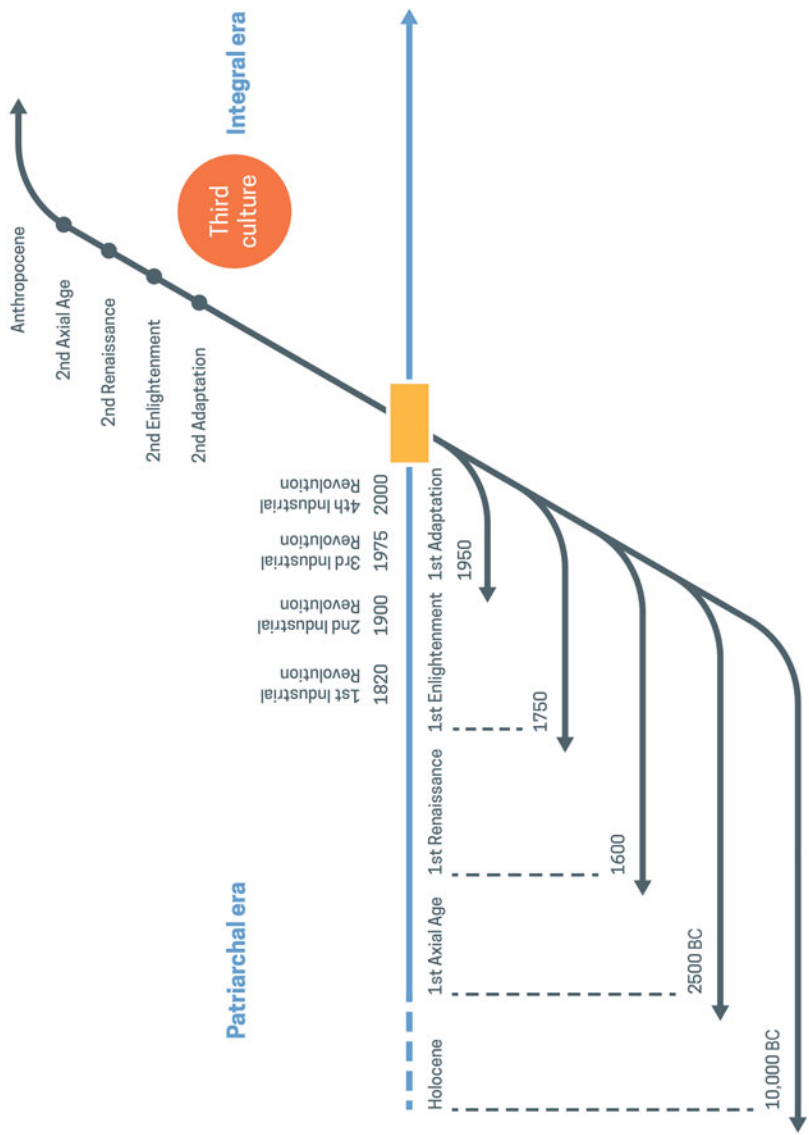 Patriarchal era
Integral era
Third
culture
Anthropocene
2nd Axial Age
2nd Renaissance
2nd Enlightenment
2nd Adaptation
1st Industrial
Revolution
1820
2nd Industrial
Revolution
1900
3rd Industrial
Revolution
1975
4th Industrial
Revolution
2000
Holocene
10,000 BC
1st Axial Age
2500 BC
1st Renaissance
1600
1st Enlightenment
1750
1st Adaptation
1950